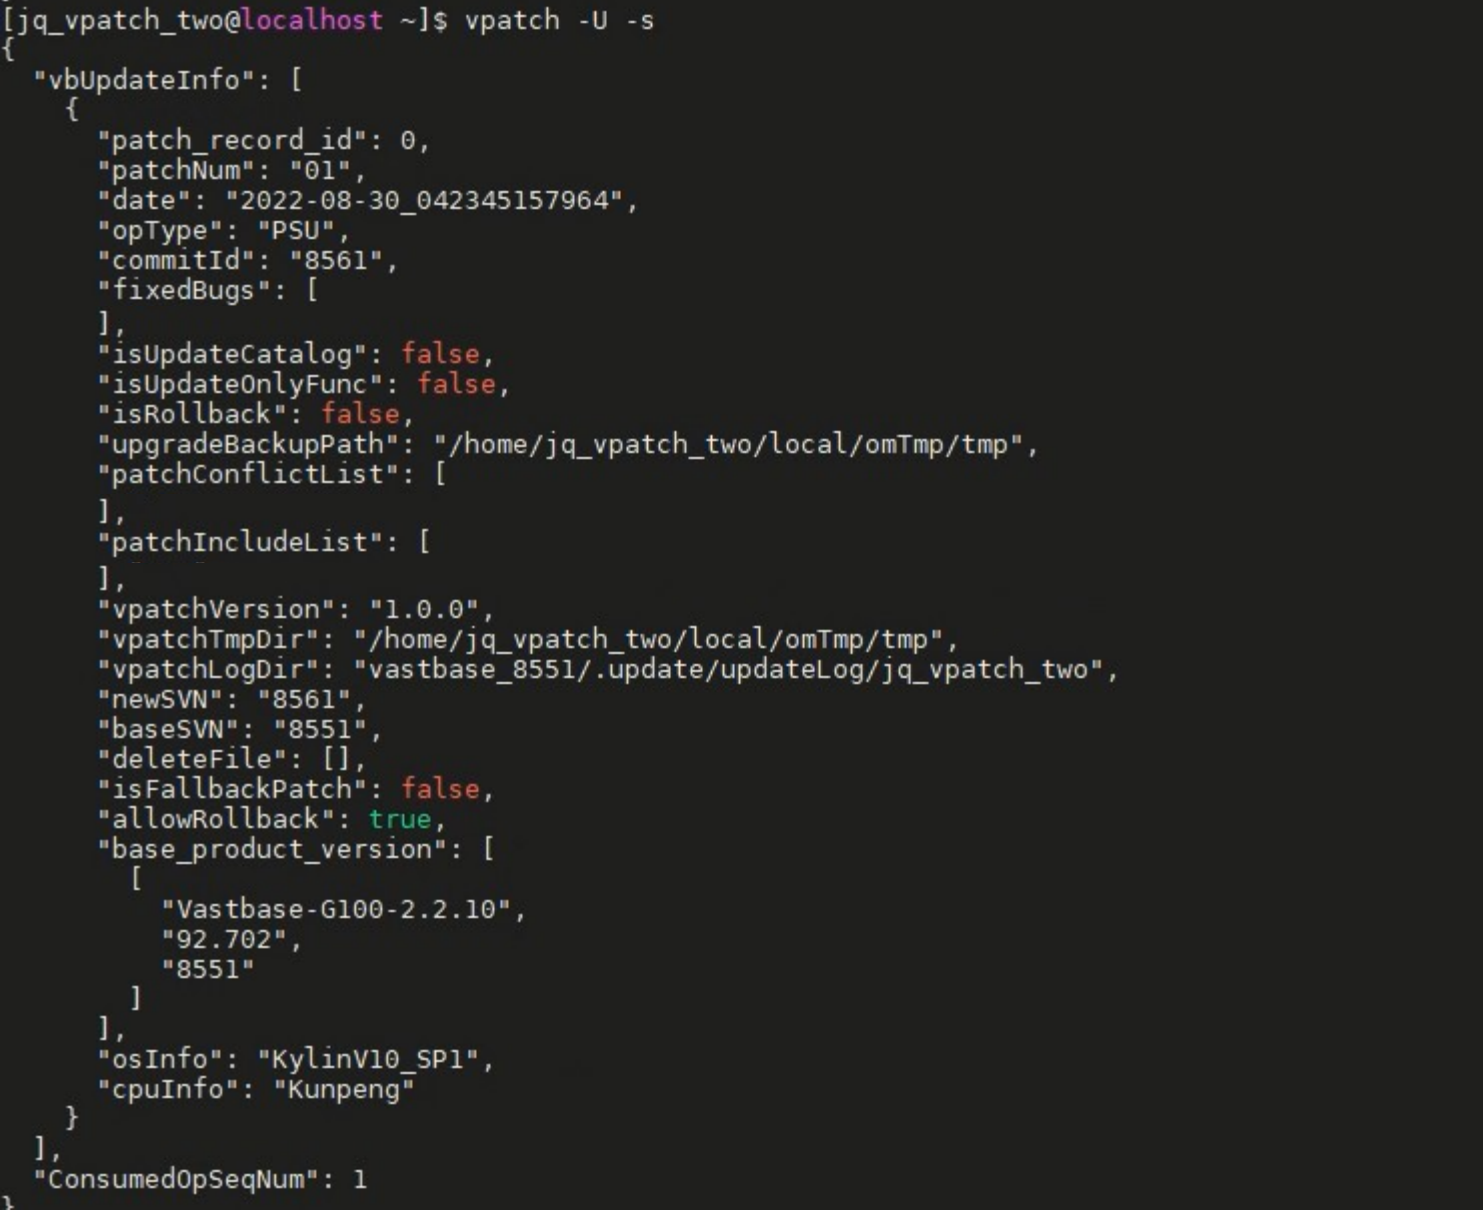 [jq_vpatch_two@localhost ~]$ vpatch -U -s
{
  "vbUpdateInfo": [
    {
      "patch_record_id": 0,
      "patchNum": "01",
      "date": "2022-08-30_042345157964",
      "opType": "PSU",
      "commitId": "8561",
      "fixedBugs": [
      ],
      "isUpdateCatalog": false,
      "isUpdateOnlyFunc": false,
      "isRollback": false,
      "upgradeBackupPath": "/home/jq_vpatch_two/local/omTmp/tmp",
      "patchConflictList": [
      ],
      "patchIncludeList": [
      ],
      "vpatchVersion": "1.0.0",
      "vpatchTmpDir": "/home/jq_vpatch_two/local/omTmp/tmp",
      "vpatchLogDir": "vastbase_8551/.update/updateLog/jq_vpatch_two",
      "newSVN": "8561",
      "baseSVN": "8551",
      "deleteFile": [],
      "isFallbackPatch": false,
      "allowRollback": true,
      "base_product_version": [
        [
          "Vastbase-G100-2.2.10",
          "92.702",
          "8551"
        ]
      ],
      "osInfo": "KylinV10_SP1",
      "cpuInfo": "Kunpeng"
    }
  ],
  "ConsumedOpSeqNum": 1
}